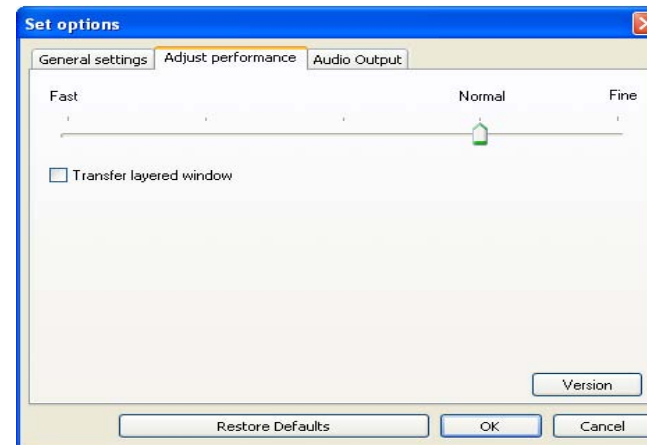 Set options
General settings Adjust performance Audio Output
Fast Normal Fine
Transfer layered window
Version
Restore Defaults OK Cancel